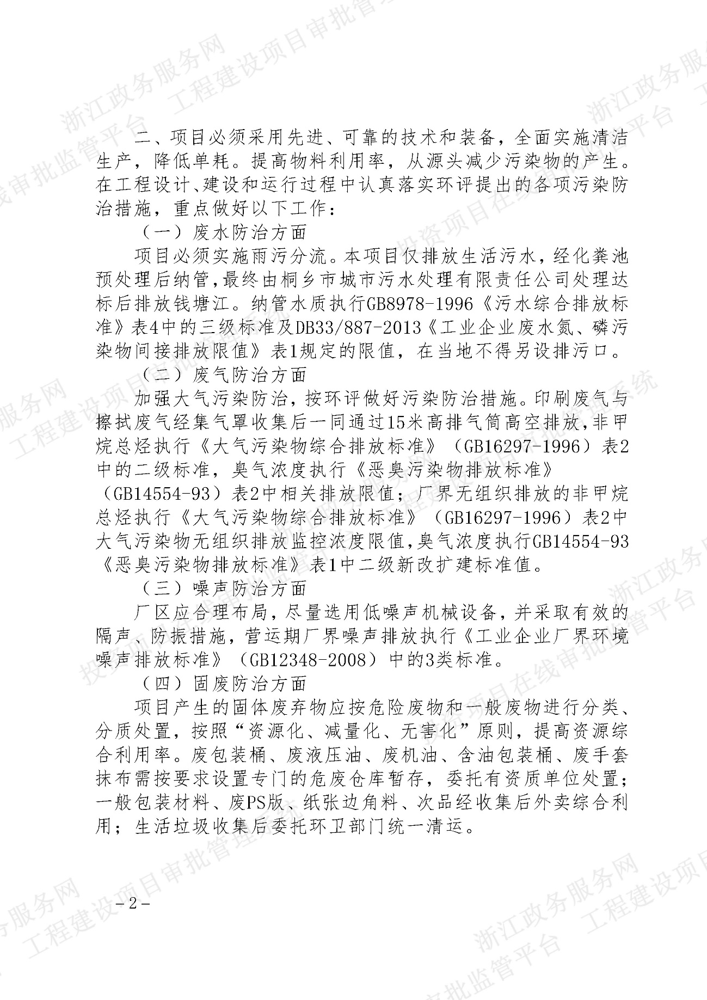 二、项目必须采用先进、可靠的技术和装备，全面实施清洁
生产，降低单耗。提高物料利用率，从源头减少污染物的产生。
在工程设计、建设和运行过程中认真落实环评提出的各项污染防
治措施，重点做好以下工作：
（一）废水防治方面
项目必须实施雨污分流。本项目仅排放生活污水，经化粪池
预处理后纳管，最终由桐乡市城市污水处理有限责任公司处理达
标后排放钱塘江。纳管水质执行GB8978-1996《污水综合排放标
准》表4中的三级标准及DB33/887-2013《工业企业废水氮、磷污
染物间接排放限值》表1规定的限值，在当地不得另设排污口。
（二）废气防治方面
加强大气污染防治，按环评做好污染防治措施。印刷废气与
擦拭废气经集气罩收集后一同通过15米高排气筒高空排放，非甲
烷总烃执行《大气污染物综合排放标准》（GB16297-1996）表2
中的二级标准，臭气浓度执行《恶臭污染物排放标准》
（GB14554-93）表2中相关排放限值；厂界无组织排放的非甲烷
总烃执行《大气污染物综合排放标准》（GB16297-1996）表2中
大气污染物无组织排放监控浓度限值，臭气浓度执行GB14554-93
《恶臭污染物排放标准》表1中二级新改扩建标准值。
（三）噪声防治方面
厂区应合理布局，尽量选用低噪声机械设备，并采取有效的
隔声、防振措施，营运期厂界噪声排放执行《工业企业厂界环境
噪声排放标准》（GB12348-2008）中的3类标准。
（四）固废防治方面
项目产生的固体废弃物应按危险废物和一般废物进行分类、
分质处置，按照“资源化、减量化、无害化”原则，提高资源综
合利用率。废包装桶、废液压油、废机油、含油包装桶、废手套
抹布需按要求设置专门的危废仓库暂存，委托有资质单位处置；
一般包装材料、废PS版、纸张边角料、次品经收集后外卖综合利
用；生活垃圾收集后委托环卫部门统一清运。
－2－
浙江政务服务网
工程建设项目审批管理系统
投资项目在线审批监管平台